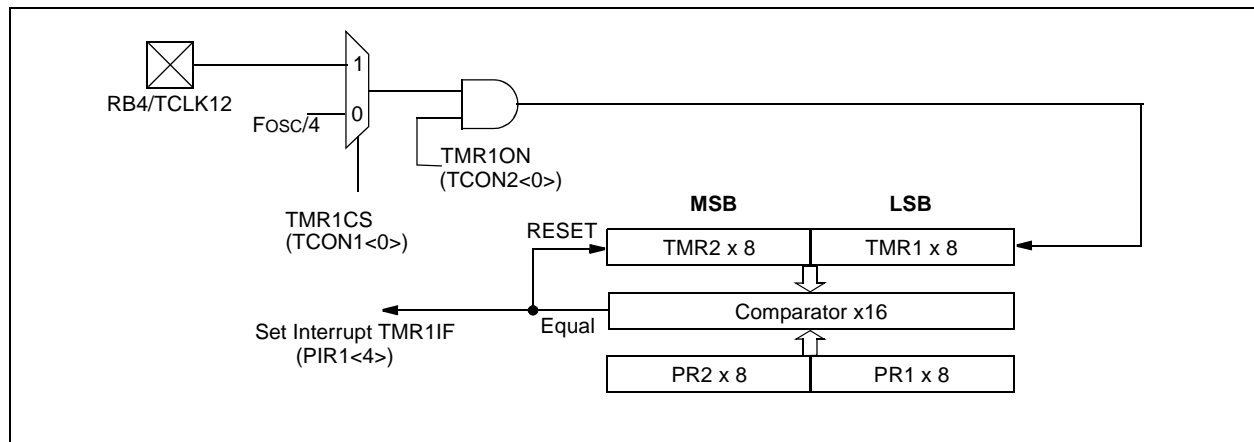 1
RB4/TCLK12
FOSC/4
0
TMR1ON
(TCON2<0>)
TMR1CS
(TCON1<0>)
MSB
LSB
RESET
TMR2 x 8
TMR1 x 8
Comparator x16
Equal
Set Interrupt TMR1IF
(PIR1<4>)
PR2 x 8
PR1 x 8